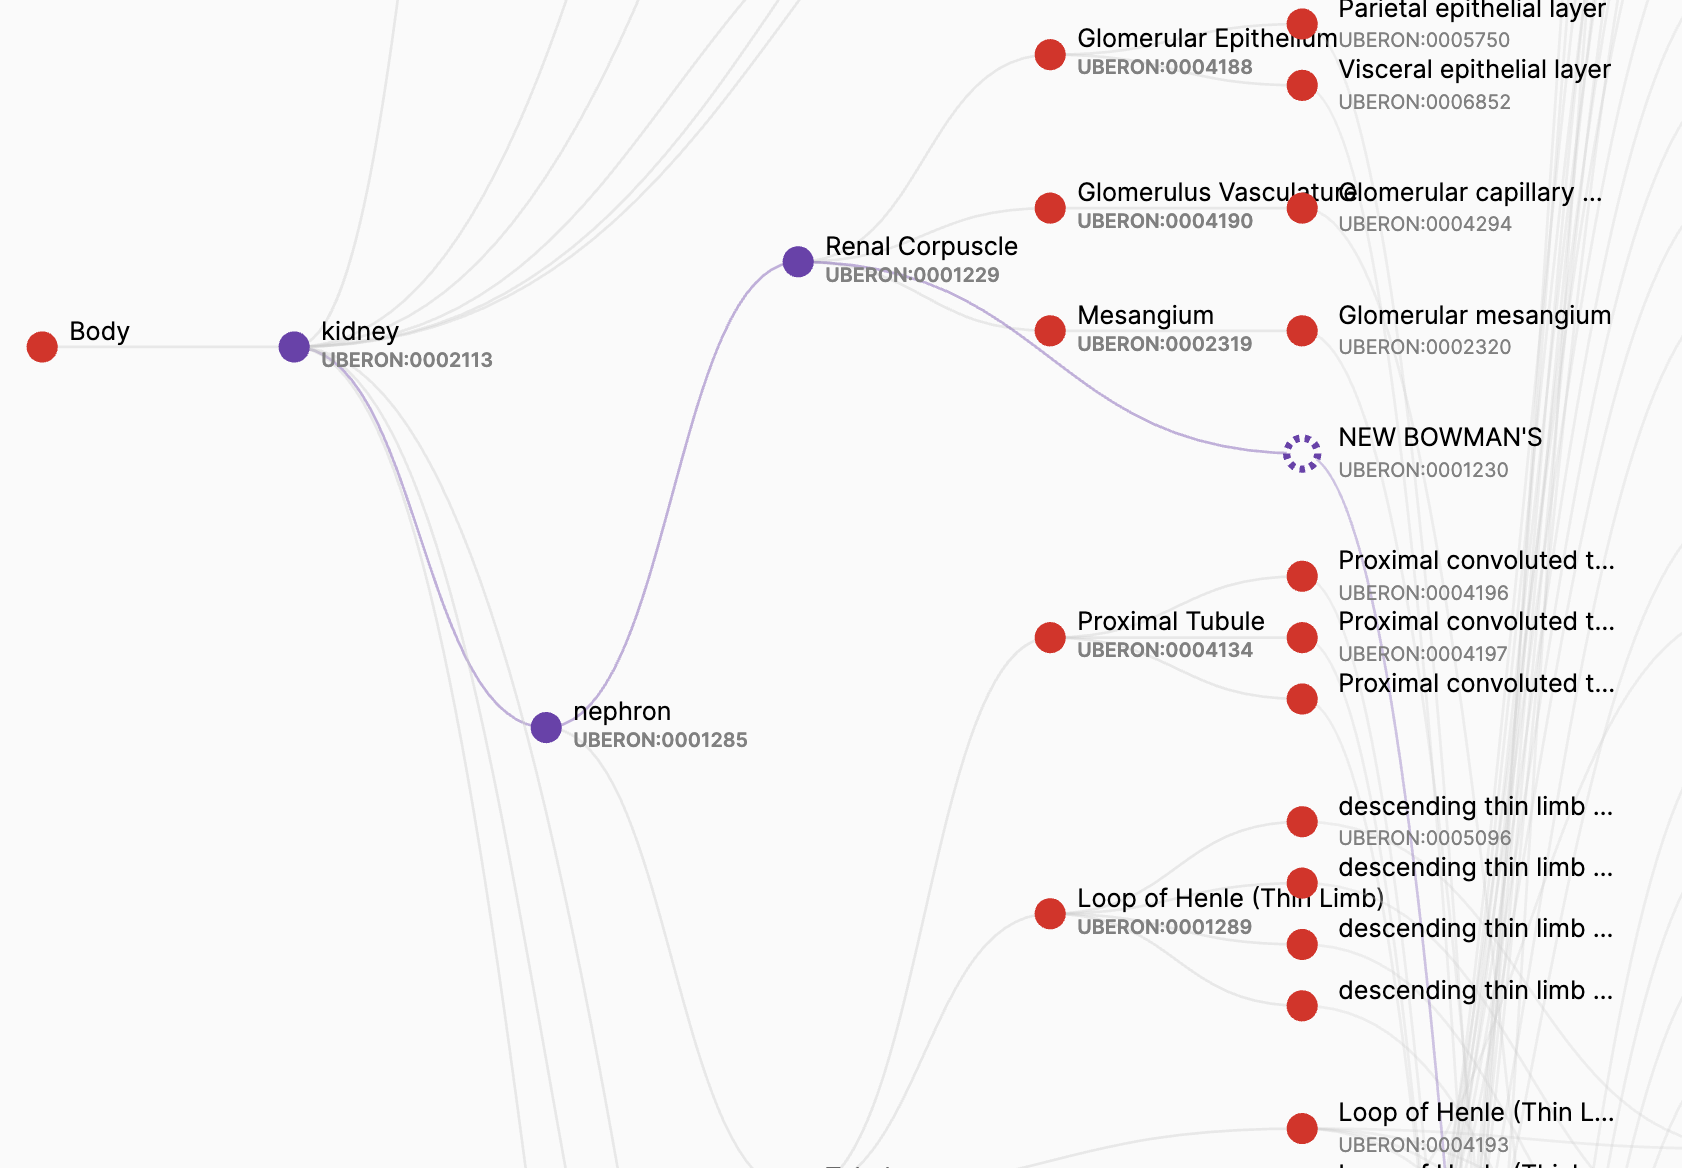 Body
kidney
UBERON:0002113
nephron
UBERON:0001285
Renal Corpuscle
UBERON:0001229
Glomerular Epithelium
UBERON:0004188
Parietal epithelial layer
UBERON:0005750
Visceral epithelial layer
UBERON:0006852
Glomerulus Vasculature
UBERON:0004190
Glomerular capillary ...
UBERON:0004294
Mesangium
UBERON:0002319
Glomerular mesangium
UBERON:0002320
NEW BOWMAN'S
UBERON:0001230
Proximal Tubule
UBERON:0004134
Proximal convoluted t...
UBERON:0004196
Proximal convoluted t...
UBERON:0004197
Proximal convoluted t...
Loop of Henle (Thin Limb)
UBERON:0001289
descending thin limb ...
UBERON:0005096
descending thin limb ...
descending thin limb ...
descending thin limb ...
Loop of Henle (Thin L...
UBERON:0004193